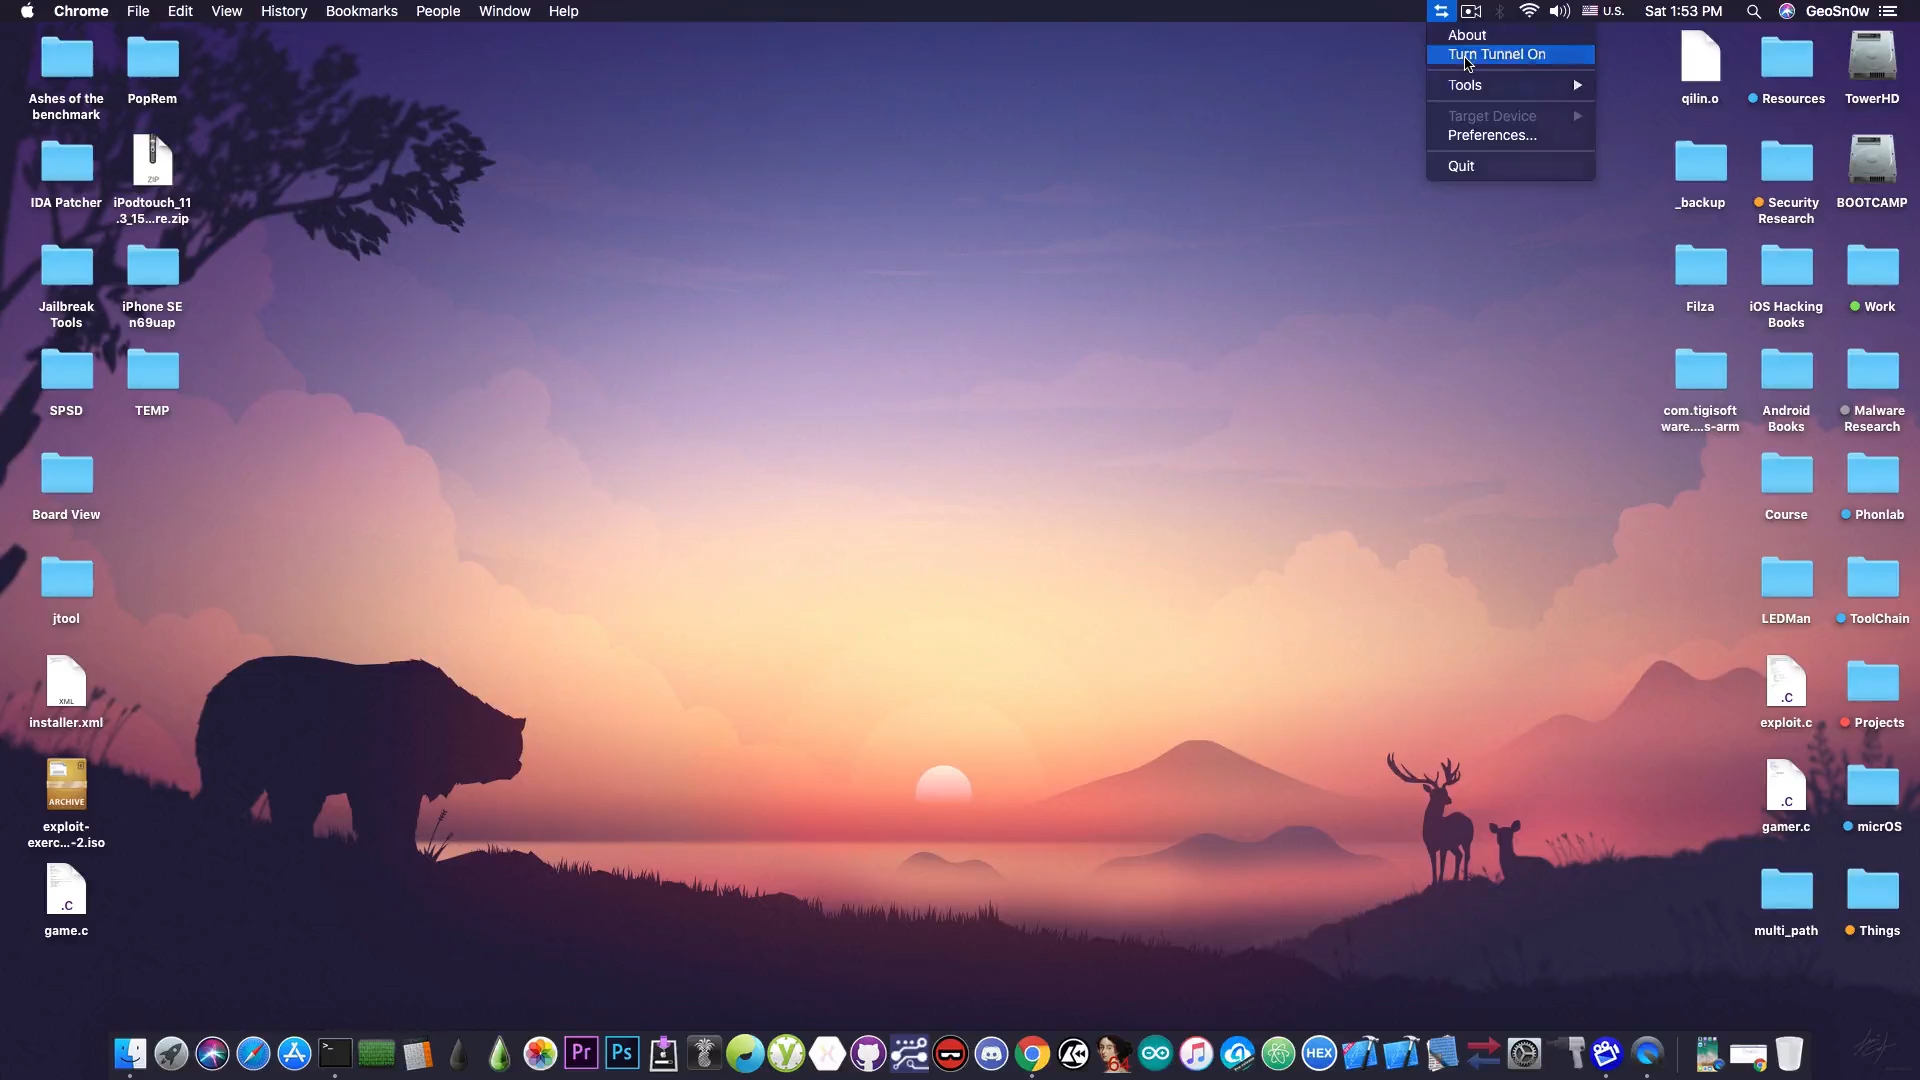 Chrome File Edit View History Bookmarks People Window Help
U.S. Sat 1:53 PM GeoSn0w
About
Turn Tunnel On
Tools
Target Device
Preferences...
Quit
Ashes of the
benchmark
PopRem
IDA Patcher
ZIP
iPodtouch_11
.3_15...re.zip
Jailbreak
Tools
iPhone SE
n69uap
SPSD
TEMP
Board View
jtool
XML
installer.xml
ARCHIVE
exploit-
exerc...-2.iso
.C
game.c
qilin.o
Resources
TowerHD
_backup
Security
Research
BOOTCAMP
Filza
iOS Hacking
Books
Work
com.tigisoft
ware....s-arm
Android
Books
Malware
Research
Course
Phonlab
LEDMan
ToolChain
.C
exploit.c
Projects
.C
gamer.c
micrOS
multi_path
Things
>_
Pr
Ps
64
HEX